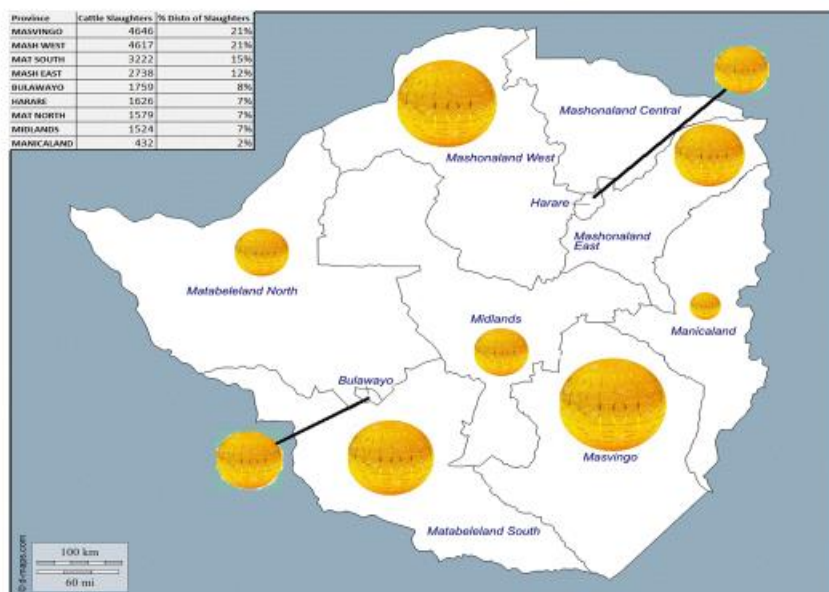 Province Cattle Slaughters % Distn of Slaughters
MASVINGO 4646 21%
MASH WEST 4617 21%
MAT SOUTH 3222 15%
MASH EAST 2738 12%
BULAWAYO 1759 8%
HARARE 1626 7%
MAT NORTH 1579 7%
MIDLANDS 1524 7%
MANICALAND 432 2%
Mashonaland Central
Mashonaland West
Harare
Mashonaland
East
Matabeleland North
Midlands
Manicaland
Bulawayo
Masvingo
Matabeleland South
100 km
60 mi
© d-maps.com